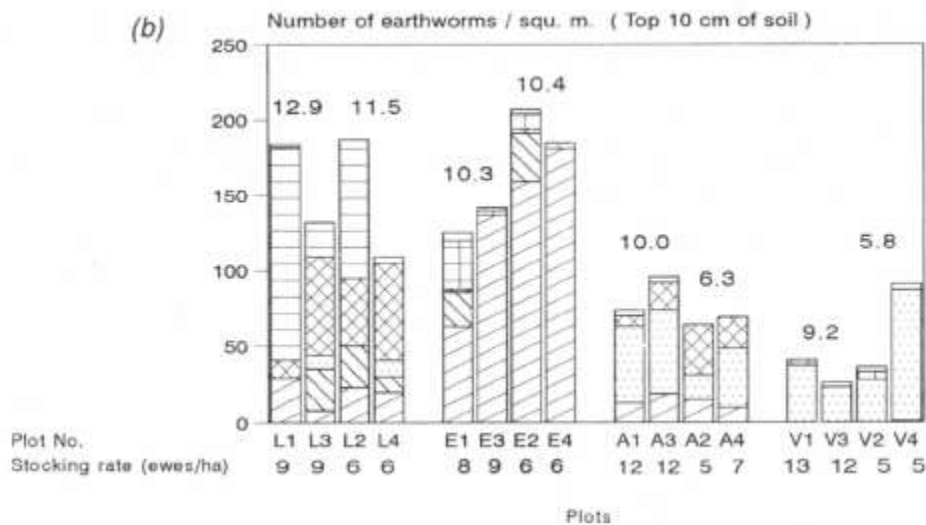 (b) Number of earthworms / squ. m. ( Top 10 cm of soil )
250
200
150
100
50
0
12.9 11.5
10.3 10.4
10.0 6.3
9.2 5.8
Plot No. L1 L3 L2 L4 E1 E3 E2 E4 A1 A3 A2 A4 V1 V3 V2 V4
Stocking rate (ewes/ha) 9 9 6 6 8 9 6 6 12 12 5 7 13 12 5 5
Plots